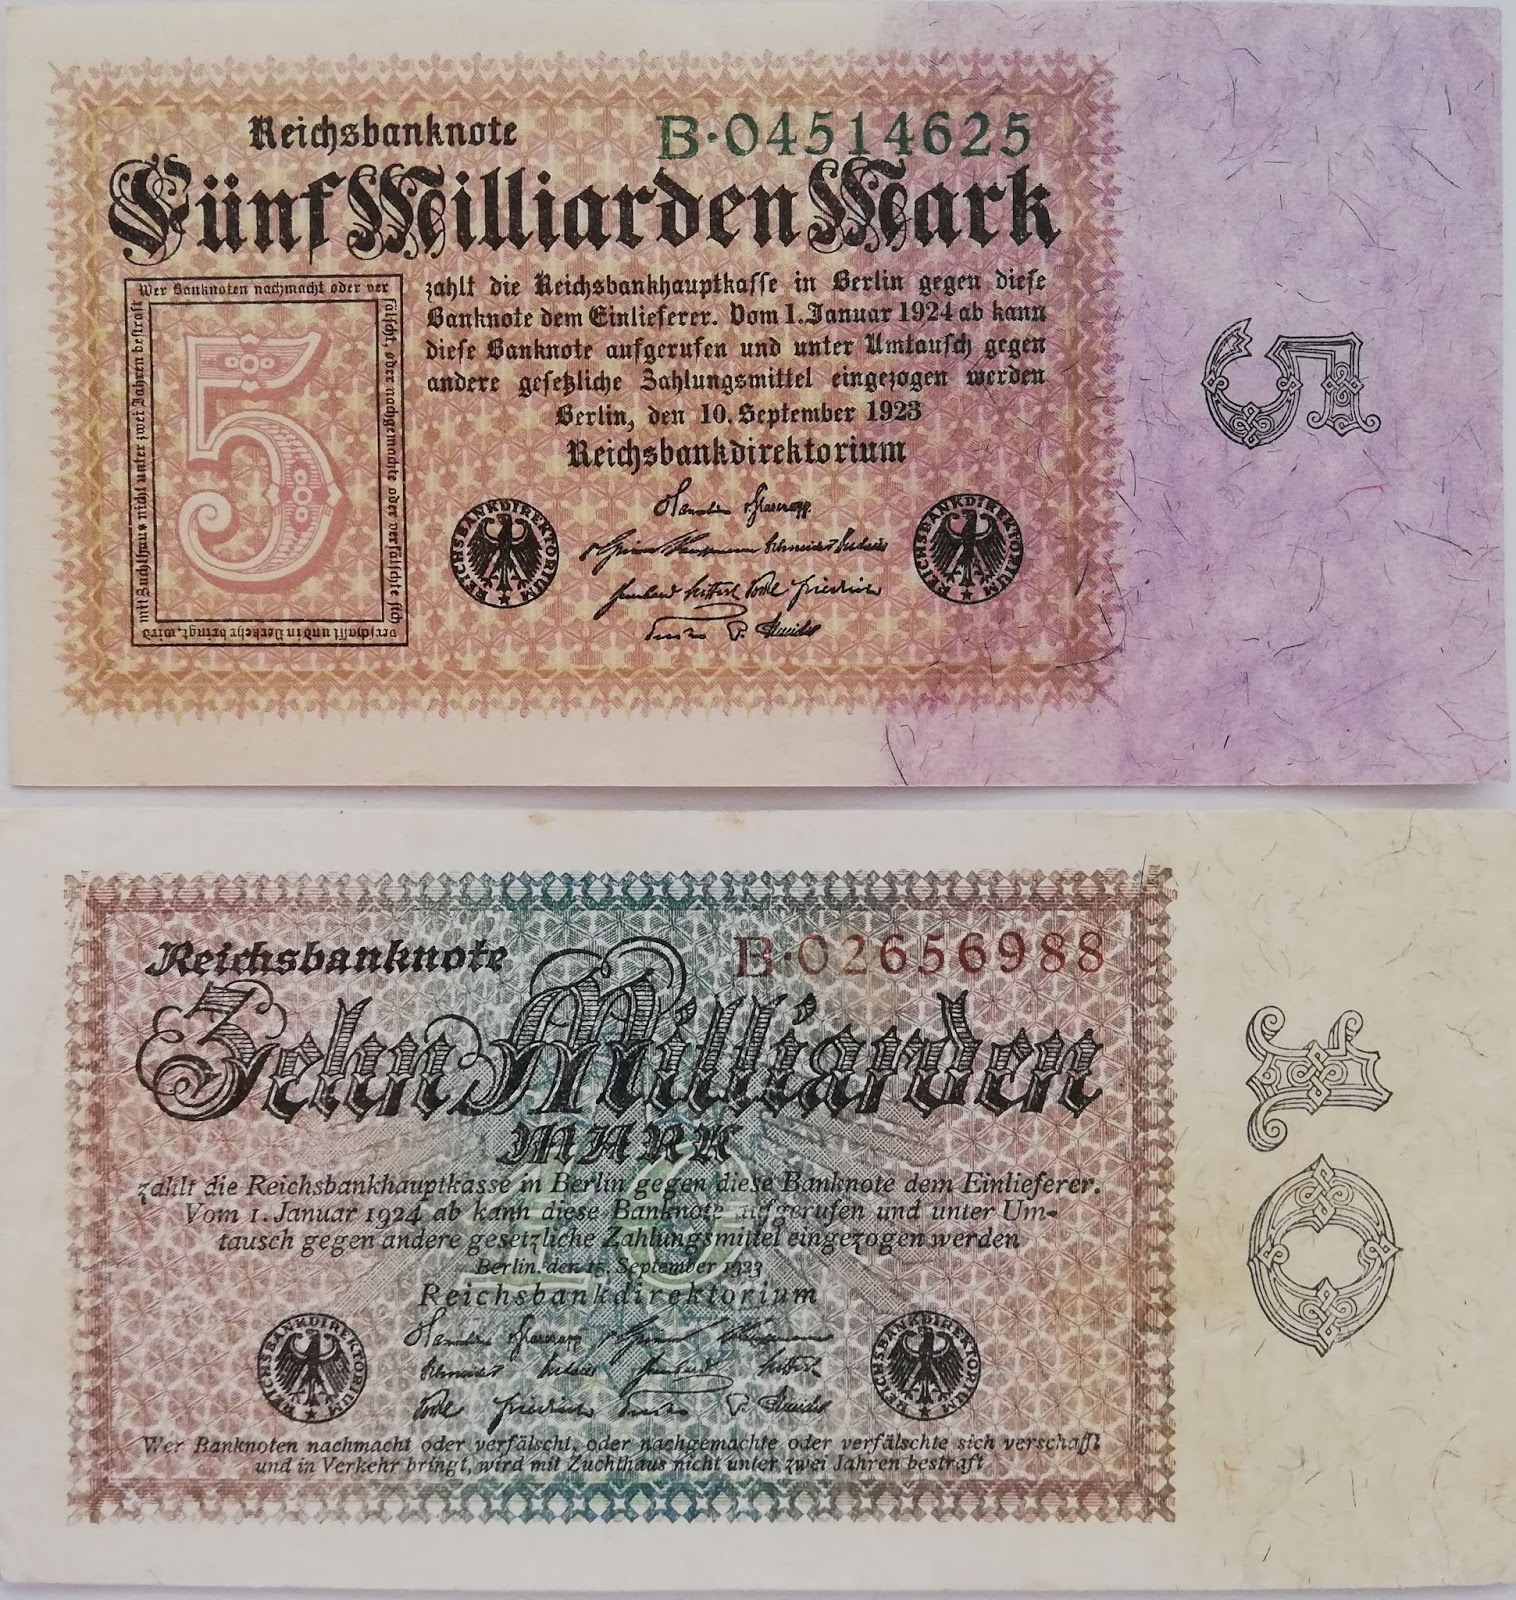 Reichsbanknote
B·04514625
Fünf Milliarden Mark
zahlt die Reichsbankhauptkasse in Berlin gegen diese
Banknote dem Einlieferer. Vom 1. Januar 1924 ab kann
diese Banknote aufgerufen und unter Umtausch gegen
andere gesetzliche Zahlungsmittel eingezogen werden
Berlin, den 10. September 1923
Reichsbankdirektorium
Wer Banknoten nachmacht oder ver
fälscht, oder nachgemachte oder verfälschte sich
verschafft und in Verkehr bringt, wird
mit Zuchthaus nicht unter zwei Jahren bestraft
5
REICHSBANKDIREKTORIUM
REICHSBANKDIREKTORIUM
5
Reichsbanknote
B·02656988
Zehn Milliarden
MARK
10
zahlt die Reichsbankhauptkasse in Berlin gegen diese Banknote dem Einlieferer.
Vom 1. Januar 1924 ab kann diese Banknote aufgerufen und unter Um-
tausch gegen andere gesetzliche Zahlungsmittel eingezogen werden
Berlin, den 15. September 1923
Reichsbankdirektorium
REICHSBANKDIREKTORIUM
REICHSBANKDIREKTORIUM
Wer Banknoten nachmacht oder verfälscht, oder nachgemachte oder verfälschte sich verschafft
und in Verkehr bringt, wird mit Zuchthaus nicht unter zwei Jahren bestraft
10